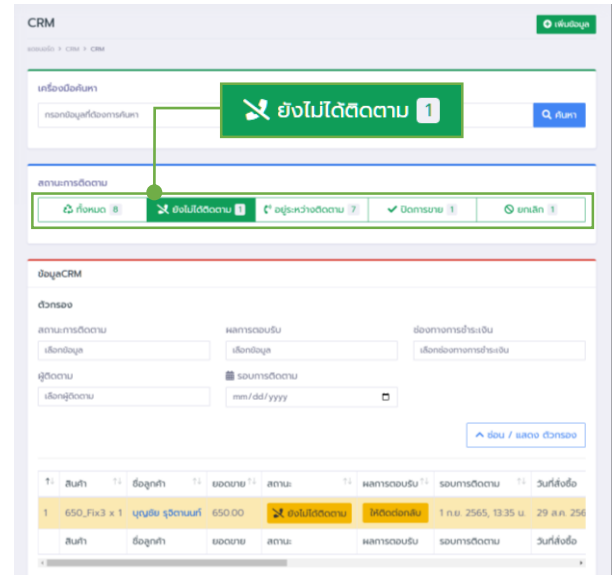 CRM
เพิ่มข้อมูล
> CRM > CRM
เครื่องมือค้นหา
กรอกข้อมูลที่ต้องการค้นหา
ค้นหา
ยังไม่ได้ติดตาม 1
สถานะการติดตาม
ทั้งหมด 8 ยังไม่ได้ติดตาม 1 อยู่ระหว่างติดตาม 7 ปิดการขาย 1 ยกเลิก 1
ข้อมูลCRM
ตัวกรอง
สถานะการติดตาม ผลการตอบรับ ช่องทางการชำระเงิน
เลือกข้อมูล เลือกข้อมูล เลือกช่องทางการชำระเงิน
ผู้ติดตาม รอบการติดตาม
เลือกผู้ติดตาม mm/dd/yyyy
ซ่อน / แสดง ตัวกรอง
สินค้า ชื่อลูกค้า ยอดขาย สถานะ ผลการตอบรับ รอบการติดตาม วันที่สั่งซื้อ
1 650_Fix3 x 1 บุญชัย รุจิตานนท์ 650.00 ยังไม่ได้ติดตาม ให้ติดต่อกลับ 1 ก.ย. 2565, 13:35 น. 29 ส.ค. 256
สินค้า ชื่อลูกค้า ยอดขาย สถานะ ผลการตอบรับ รอบการติดตาม วันที่สั่งซื้อ